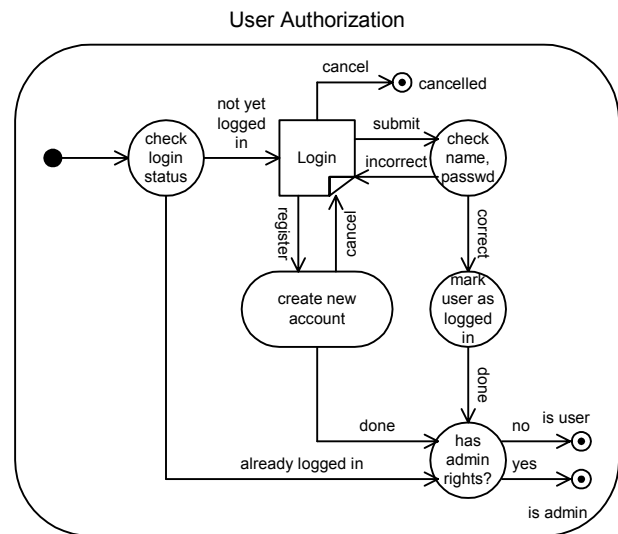 User Authorization
cancel
cancelled
not yet
logged
in
submit
check
login
status
Login
check
name,
passwd
incorrect
register
cancel
correct
create new
account
mark
user as
logged
in
done
done
no
is user
has
admin
rights?
already logged in
yes
is admin